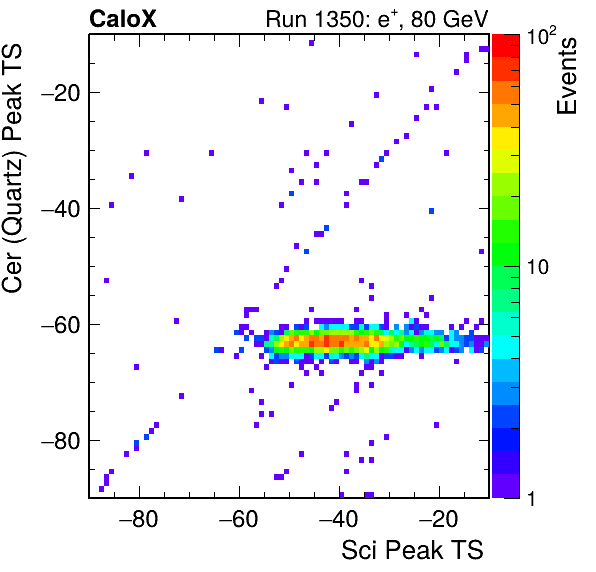 CaloX Run 1350: e⁺, 80 GeV
Cer (Quartz) Peak TS
−20
−40
−60
−80
−80 −60 −40 −20
Sci Peak TS
10²
10
1
Events